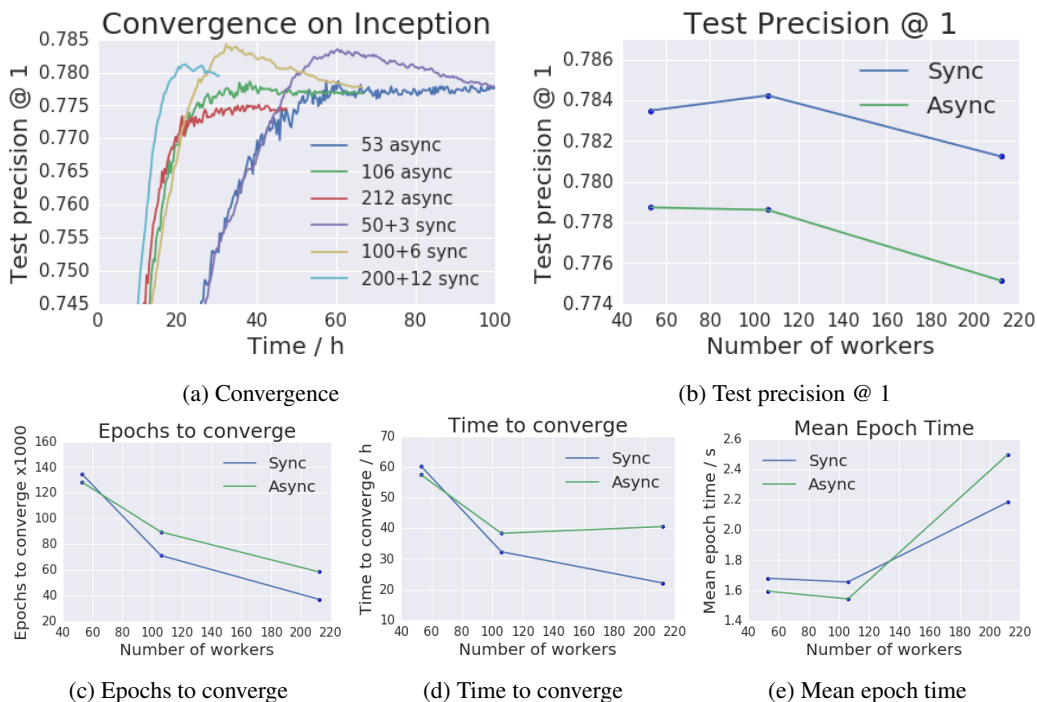 Convergence on Inception
Test precision @ 1
0.785
0.780
0.775
0.770
0.765
0.760
0.755
0.750
0.745
53 async
106 async
212 async
50+3 sync
100+6 sync
200+12 sync
0 20 40 60 80 100
Time / h
(a) Convergence
Test Precision @ 1
Test precision @ 1
0.786
0.784
0.782
0.780
0.778
0.776
0.774
Sync
Async
40 60 80 100 120 140 160 180 200 220
Number of workers
(b) Test precision @ 1
Epochs to converge
Epochs to converge x1000
160
140
120
100
80
60
40
20
Sync
Async
40 60 80 100 120 140 160 180 200 220
Number of workers
(c) Epochs to converge
Time to converge
Time to converge / h
70
60
50
40
30
20
10
Sync
Async
40 60 80 100 120 140 160 180 200 220
Number of workers
(d) Time to converge
Mean Epoch Time
Mean epoch time / s
2.6
2.4
2.2
2.0
1.8
1.6
1.4
Sync
Async
40 60 80 100 120 140 160 180 200 220
Number of workers
(e) Mean epoch time